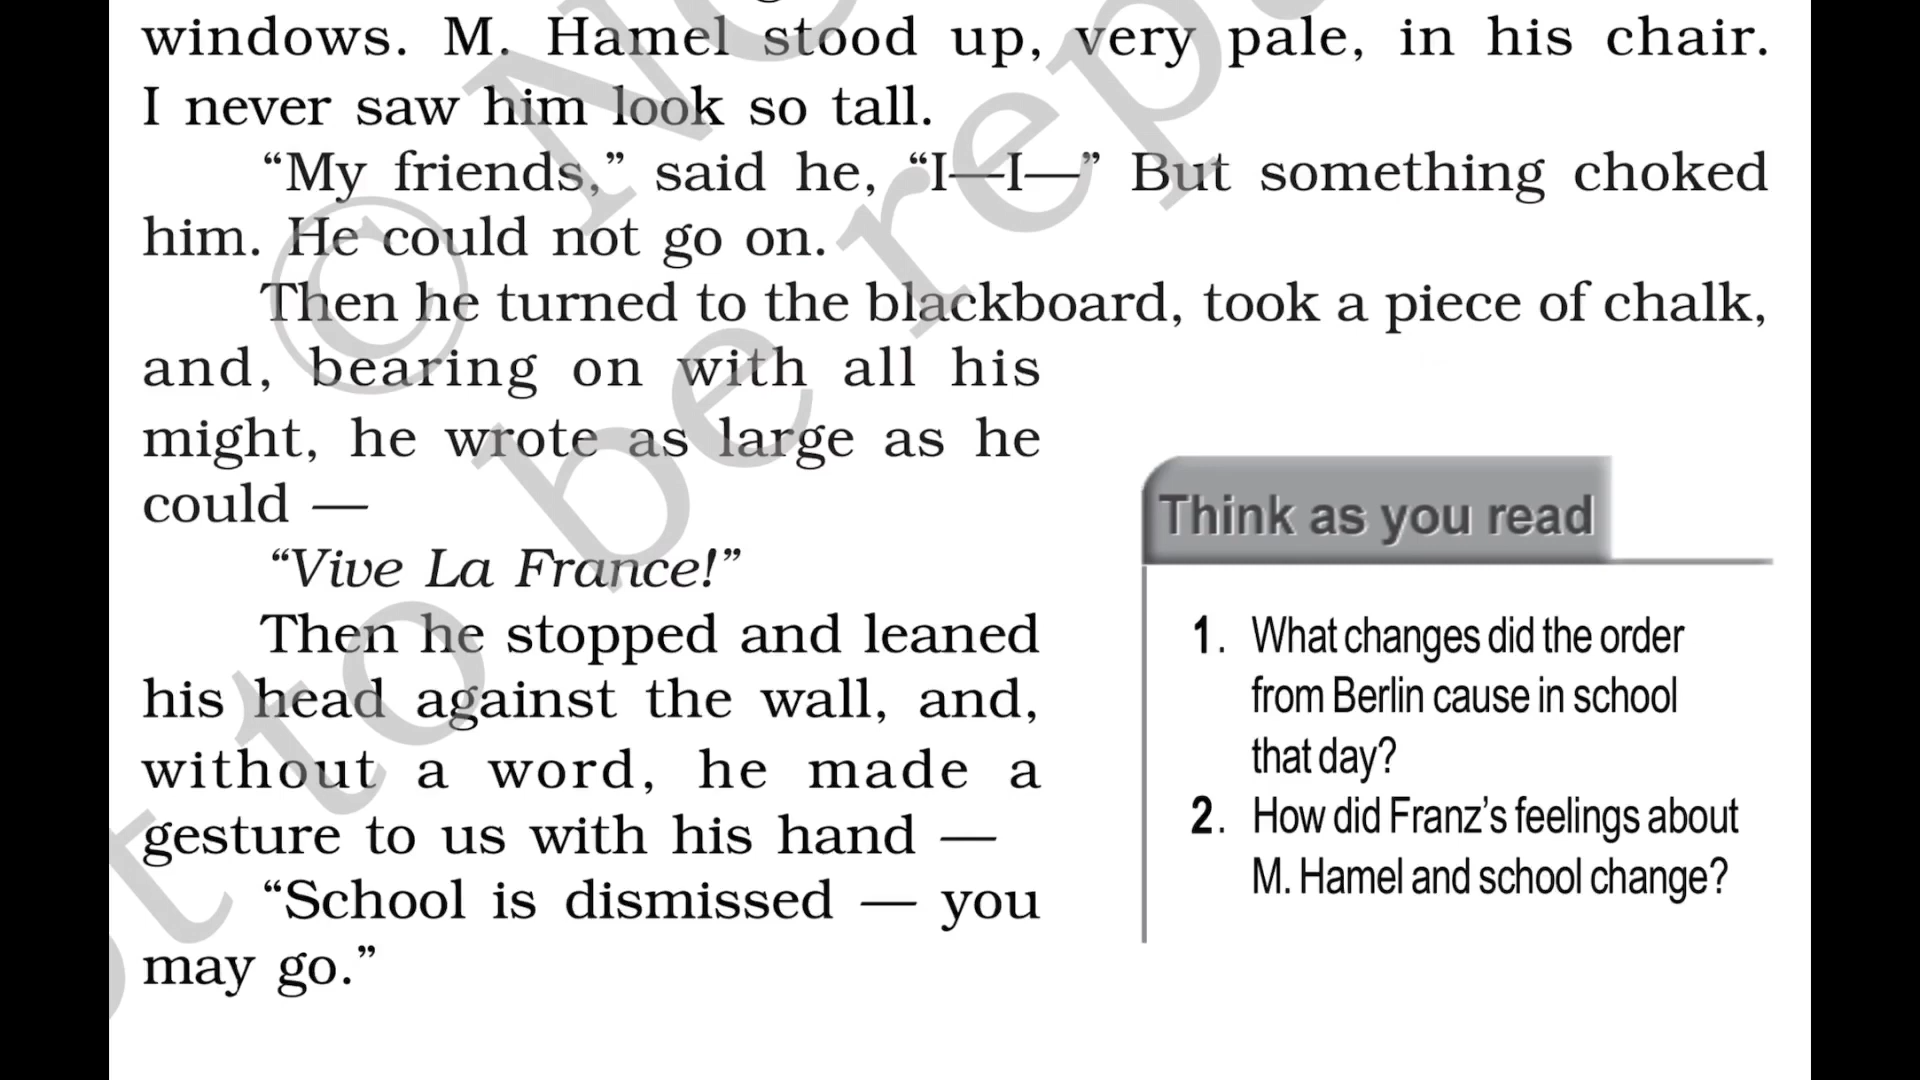 windows. M. Hamel stood up, very pale, in his chair.
I never saw him look so tall.
“My friends,” said he, “I—I—” But something choked
him. He could not go on.
Then he turned to the blackboard, took a piece of chalk,
and, bearing on with all his
might, he wrote as large as he
could —
“Vive La France!”
Then he stopped and leaned
his head against the wall, and,
without a word, he made a
gesture to us with his hand —
“School is dismissed — you
may go.”
Think as you read
1. What changes did the order
from Berlin cause in school
that day?
2. How did Franz’s feelings about
M. Hamel and school change?
to be rep